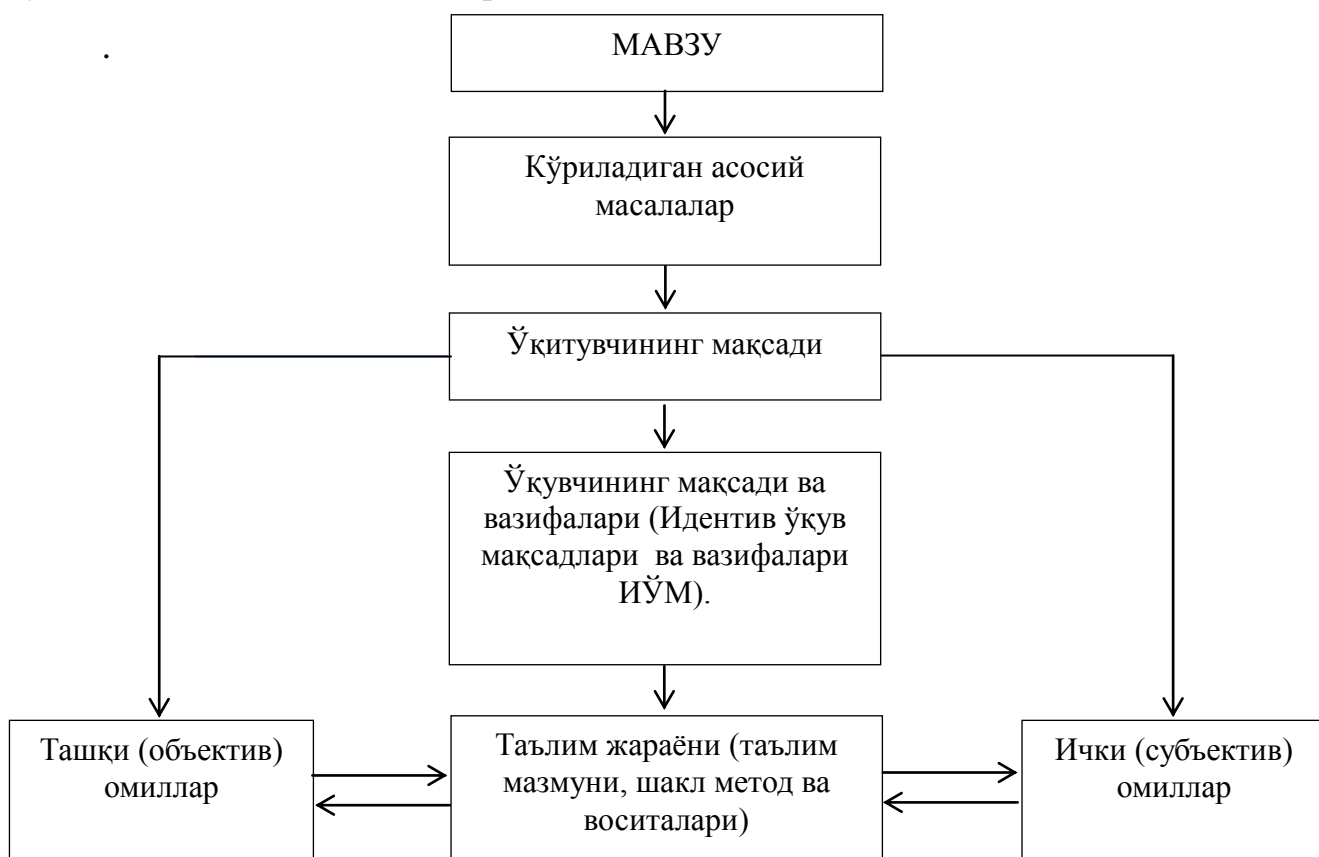 МАВЗУ
.
Кўриладиган асосий
масалалар
Ўқитувчининг мақсади
Ўқувчининг мақсади ва
вазифалари (Идентив ўқув
мақсадлари ва вазифалари
ИЎМ).
Ташқи (объектив)
омиллар
Таълим жараёни (таълим
мазмуни, шакл метод ва
воситалари)
Ички (субъектив)
омиллар